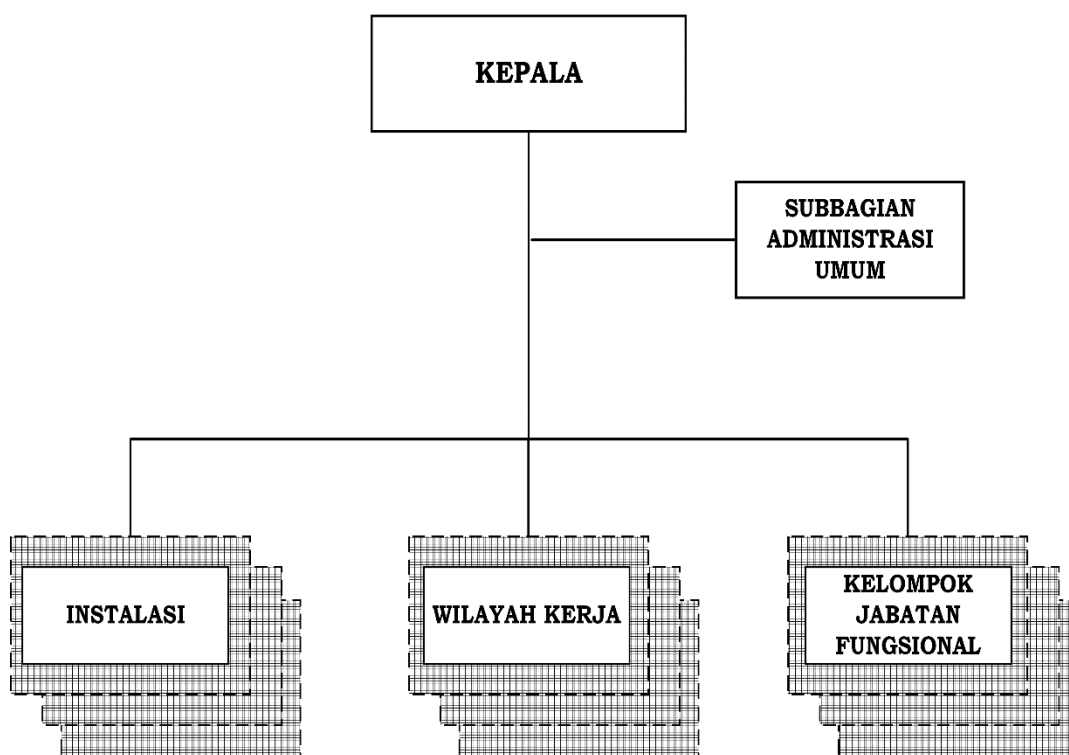 KEPALA
SUBBAGIAN
ADMINISTRASI
UMUM
INSTALASI
WILAYAH KERJA
KELOMPOK
JABATAN
FUNGSIONAL